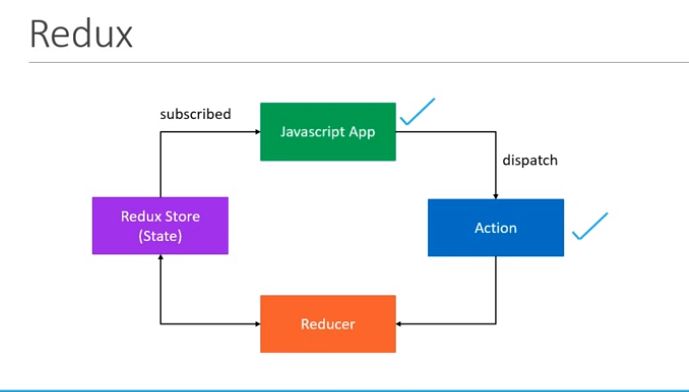 Redux
subscribed
Javascript App
dispatch
Redux Store
(State)
Action
Reducer